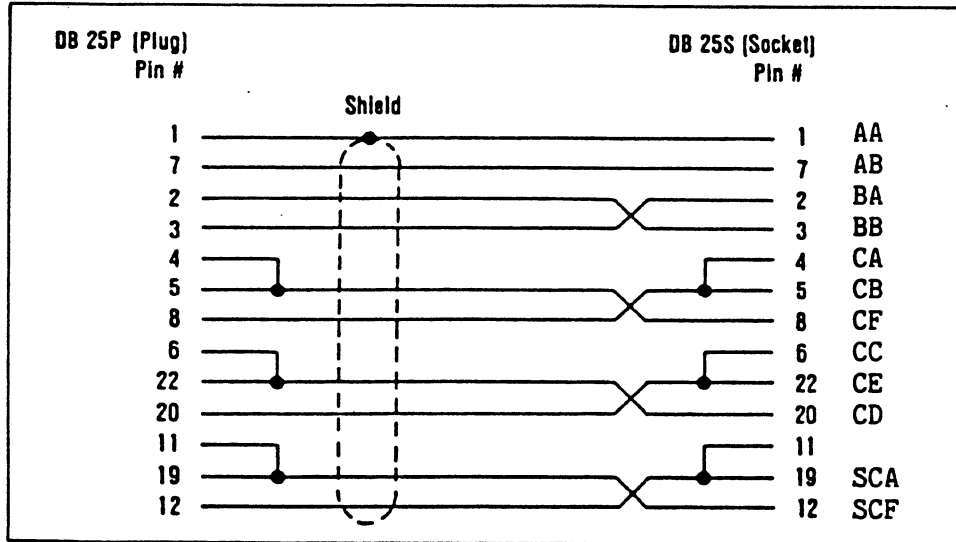 DB 25P (Plug) DB 25S (Socket)
Pin # Pin #
Shield
1 1 AA
7 7 AB
2 2 BA
3 3 BB
4 4 CA
5 5 CB
8 8 CF
6 6 CC
22 22 CE
20 20 CD
11 11
19 19 SCA
12 12 SCF